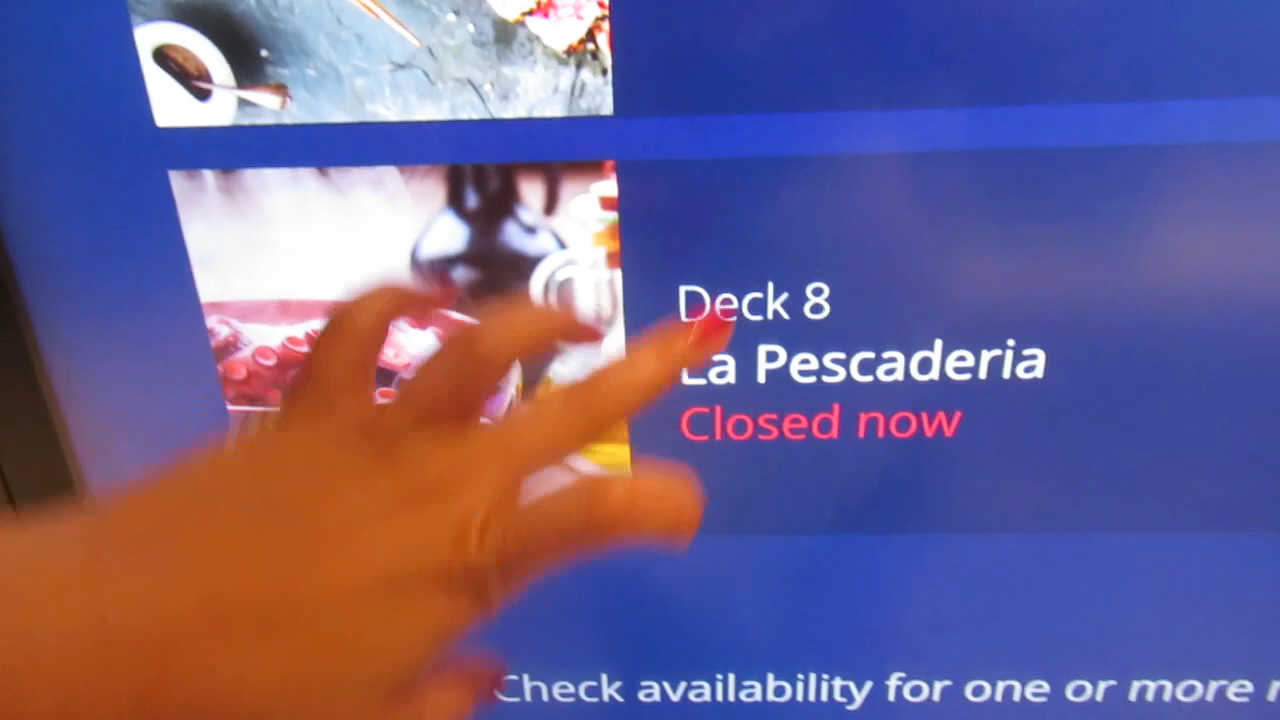 Deck 8
La Pescaderia
Closed now
Check availability for one or more